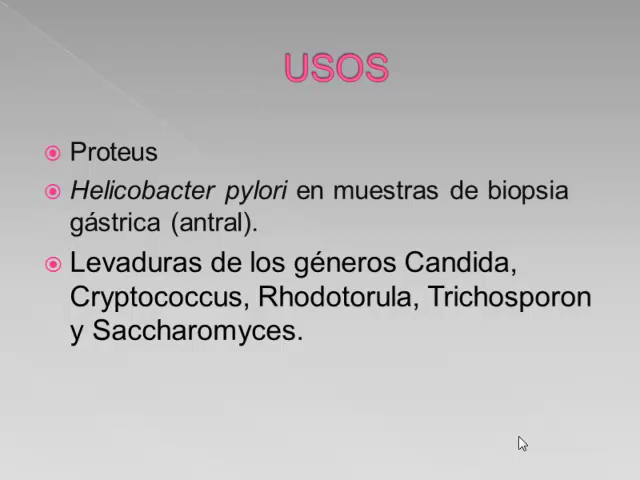 USOS
Proteus
Helicobacter pylori en muestras de biopsia
gástrica (antral).
Levaduras de los géneros Candida,
Cryptococcus, Rhodotorula, Trichosporon
y Saccharomyces.